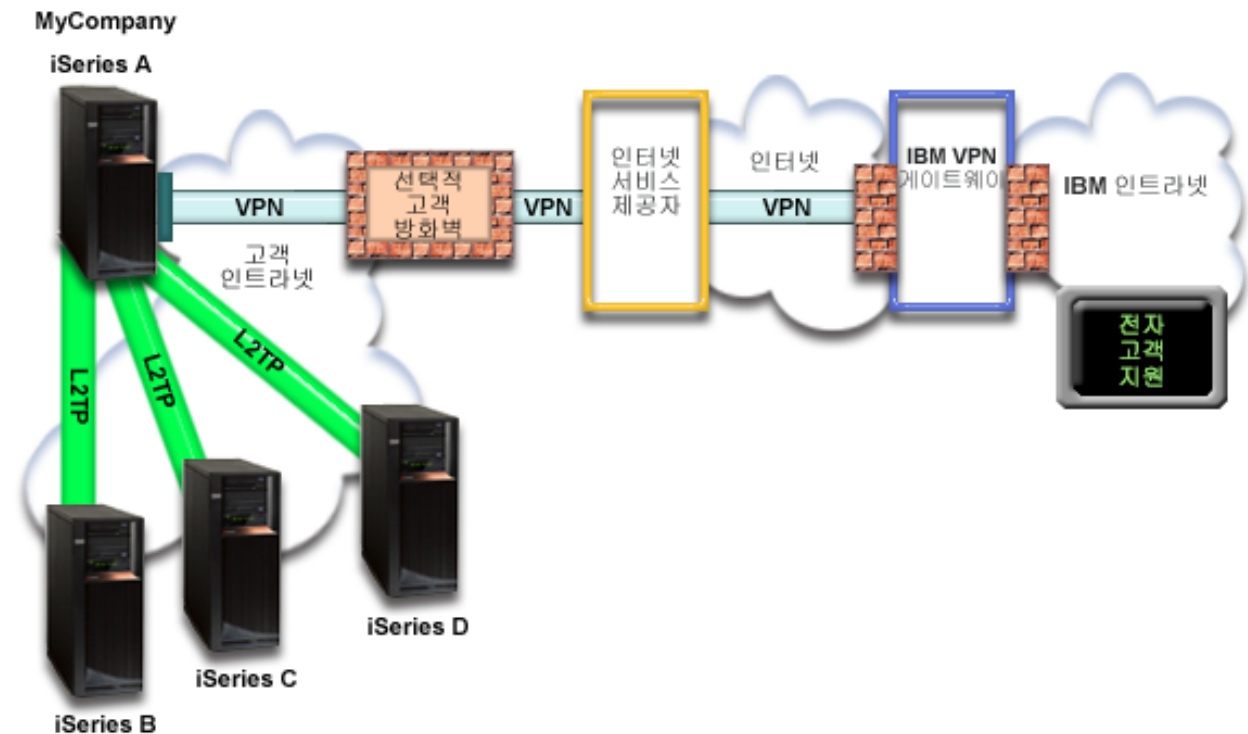 MyCompany
iSeries A
VPN
고객
인트라넷
선택적
고객
방화벽
VPN
인터넷
서비스
제공자
인터넷
VPN
IBM VPN
게이트웨이
IBM 인트라넷
전자
고객
지원
L2TP
L2TP
L2TP
iSeries D
iSeries C
iSeries B